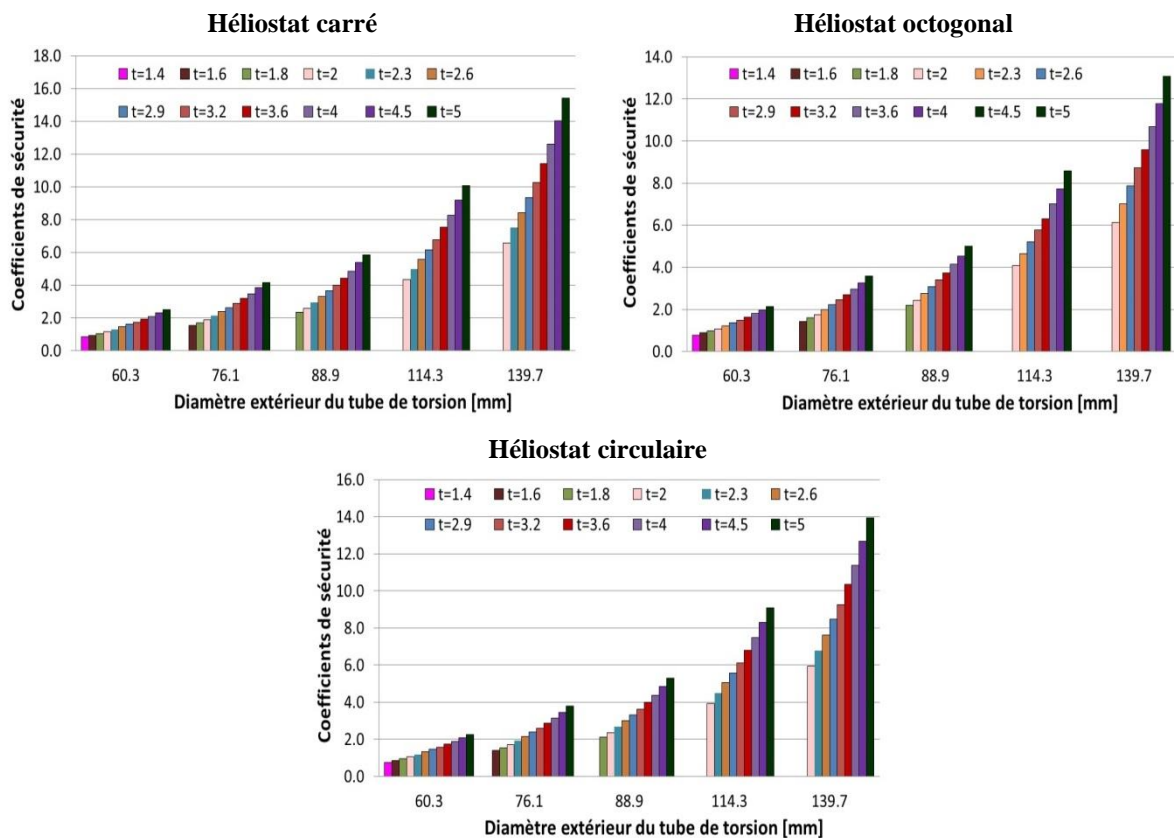 Héliostat carré
Coefficients de sécurité
18.0
16.0
14.0
12.0
10.0
8.0
6.0
4.0
2.0
0.0
t=1.4 t=1.6 t=1.8 t=2 t=2.3 t=2.6
t=2.9 t=3.2 t=3.6 t=4 t=4.5 t=5
60.3 76.1 88.9 114.3 139.7
Diamètre extérieur du tube de torsion [mm]
Héliostat octogonal
Coefficients de sécurité
14.0
12.0
10.0
8.0
6.0
4.0
2.0
0.0
t=1.4 t=1.6 t=1.8 t=2 t=2.3 t=2.6
t=2.9 t=3.2 t=3.6 t=4 t=4.5 t=5
60.3 76.1 88.9 114.3 139.7
Diamètre extérieur du tube de torsion [mm]
Héliostat circulaire
Coefficients de sécurité
16.0
14.0
12.0
10.0
8.0
6.0
4.0
2.0
0.0
t=1.4 t=1.6 t=1.8 t=2 t=2.3 t=2.6
t=2.9 t=3.2 t=3.6 t=4 t=4.5 t=5
60.3 76.1 88.9 114.3 139.7
Diamètre extérieur du tube de torsion [mm]